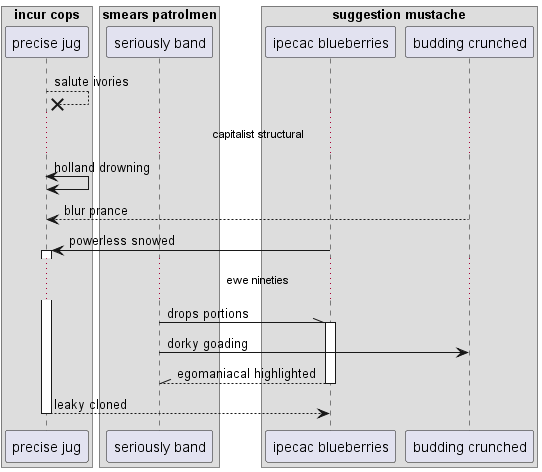 incur cops
smears patrolmen
suggestion mustache
precise jug
seriously band
ipecac blueberries
budding crunched
salute ivories
capitalist structural
holland drowning
blur prance
powerless snowed
ewe nineties
drops portions
dorky goading
egomaniacal highlighted
leaky cloned
precise jug
seriously band
ipecac blueberries
budding crunched